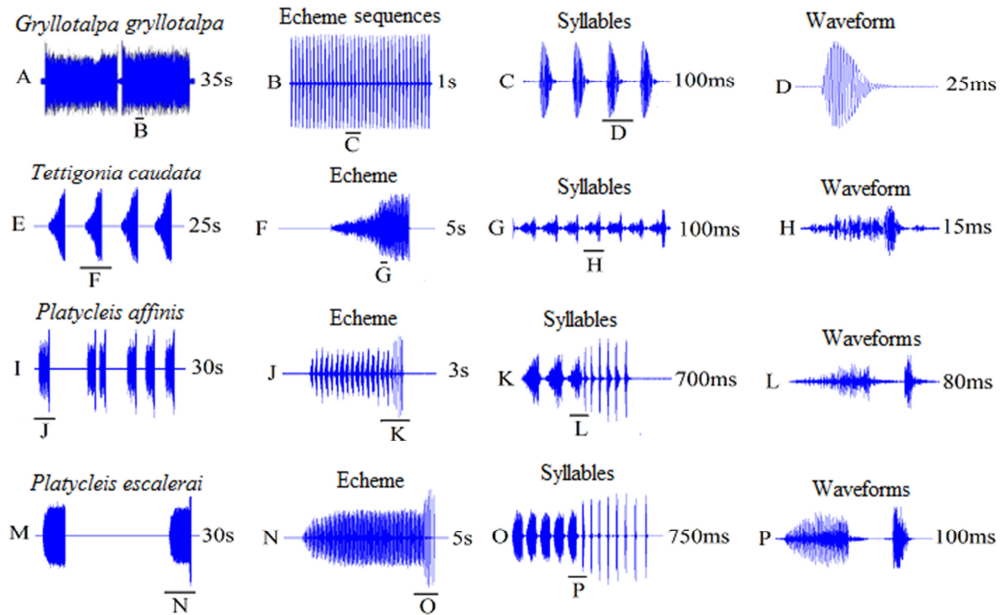 Gryllotalpa gryllotalpa Echeme sequences Syllables Waveform
A 35s B 1s C 100ms D 25ms
B C D
Tettigonia caudata Echeme Syllables Waveform
E 25s F 5s G 100ms H 15ms
F G H
Platycleis affinis Echeme Syllables Waveforms
I 30s J 3s K 700ms L 80ms
J K L
Platycleis escalerai Echeme Syllables Waveforms
M 30s N 5s O 750ms P 100ms
N O P